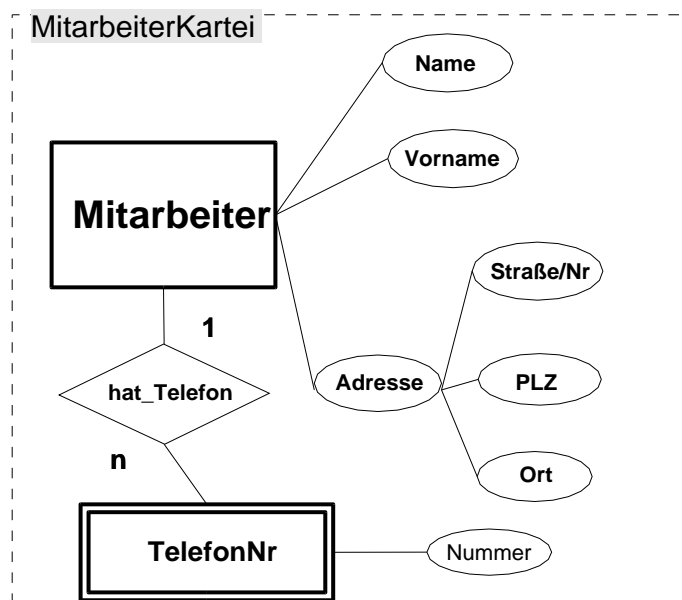 MitarbeiterKartei
Name
Vorname
Mitarbeiter
Straße/Nr
1
Adresse
PLZ
hat_Telefon
n
Ort
TelefonNr
Nummer